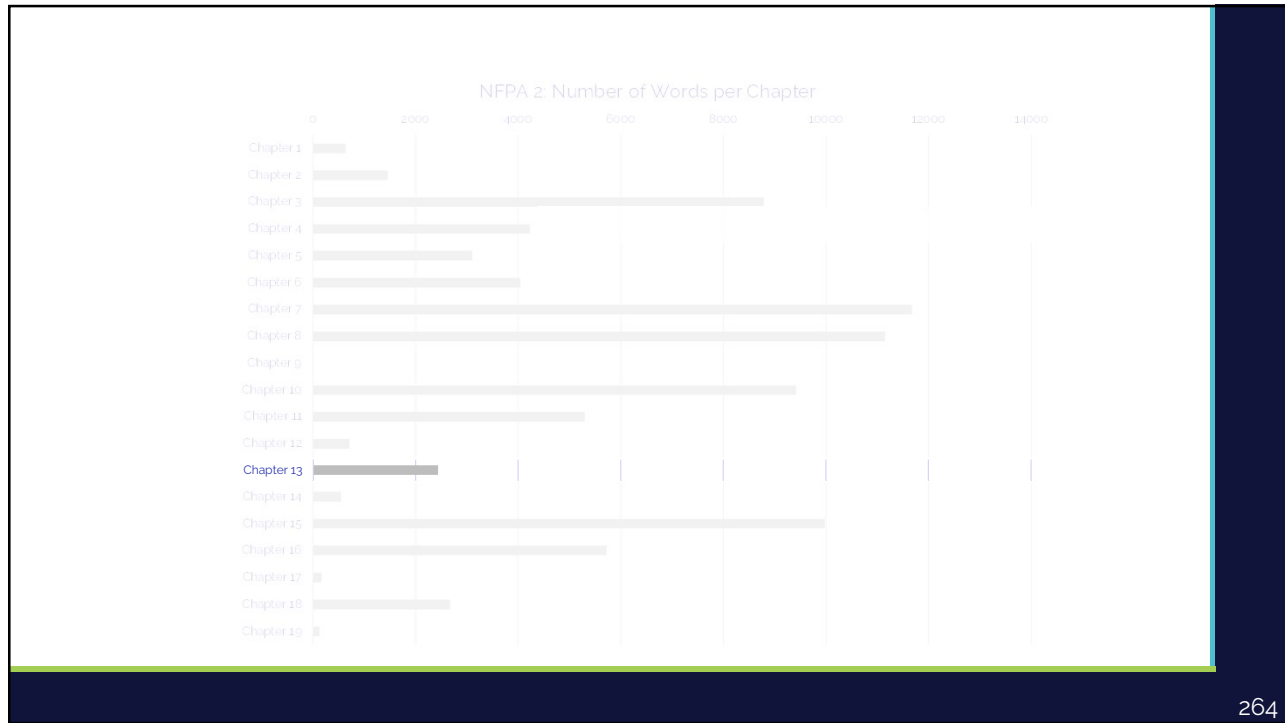 NFPA 2: Number of Words per Chapter
0 2000 4000 6000 8000 10000 12000 14000
Chapter 1
Chapter 2
Chapter 3
Chapter 4
Chapter 5
Chapter 6
Chapter 7
Chapter 8
Chapter 9
Chapter 10
Chapter 11
Chapter 12
Chapter 13
Chapter 14
Chapter 15
Chapter 16
Chapter 17
Chapter 18
Chapter 19
264